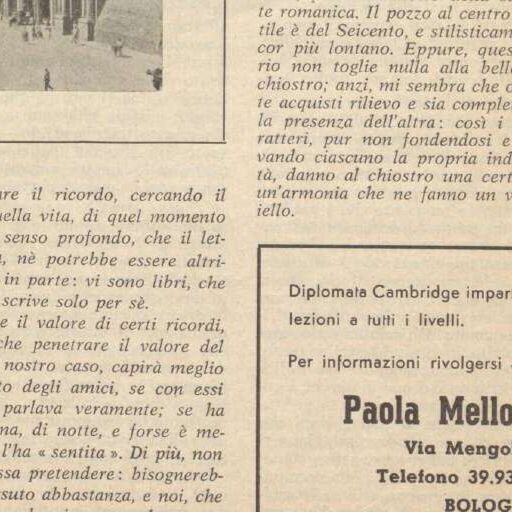 are il ricordo, cercando il
uella vita, di quel momento
senso profondo, che il let-
, nè potrebbe essere altri-
in parte: vi sono libri, che
scrive solo per sè.
e il valore di certi ricordi,
che penetrare il valore del
nostro caso, capirà meglio
to degli amici, se con essi
parlava veramente; se ha
na, di notte, e forse è me-
l'ha « sentita ». Di più, non
ssa pretendere: bisognereb-
suto abbastanza, e noi, che
te romanica. Il pozzo al centro
tile è del Seicento, e stilisticam
cor più lontano. Eppure, ques
rio non toglie nulla alla bell
chiostro; anzi, mi sembra che o
te acquisti rilievo e sia comple
la presenza dell'altra: così i
ratteri, pur non fondendosi e
vando ciascuno la propria ind
tà, danno al chiostro una cert
un'armonia che ne fanno un v
iello.
Diplomata Cambridge impar
lezioni a tutti i livelli.
Per informazioni rivolgersi
Paola Mello
Via Mengo
Telefono 39.93
BOLOG